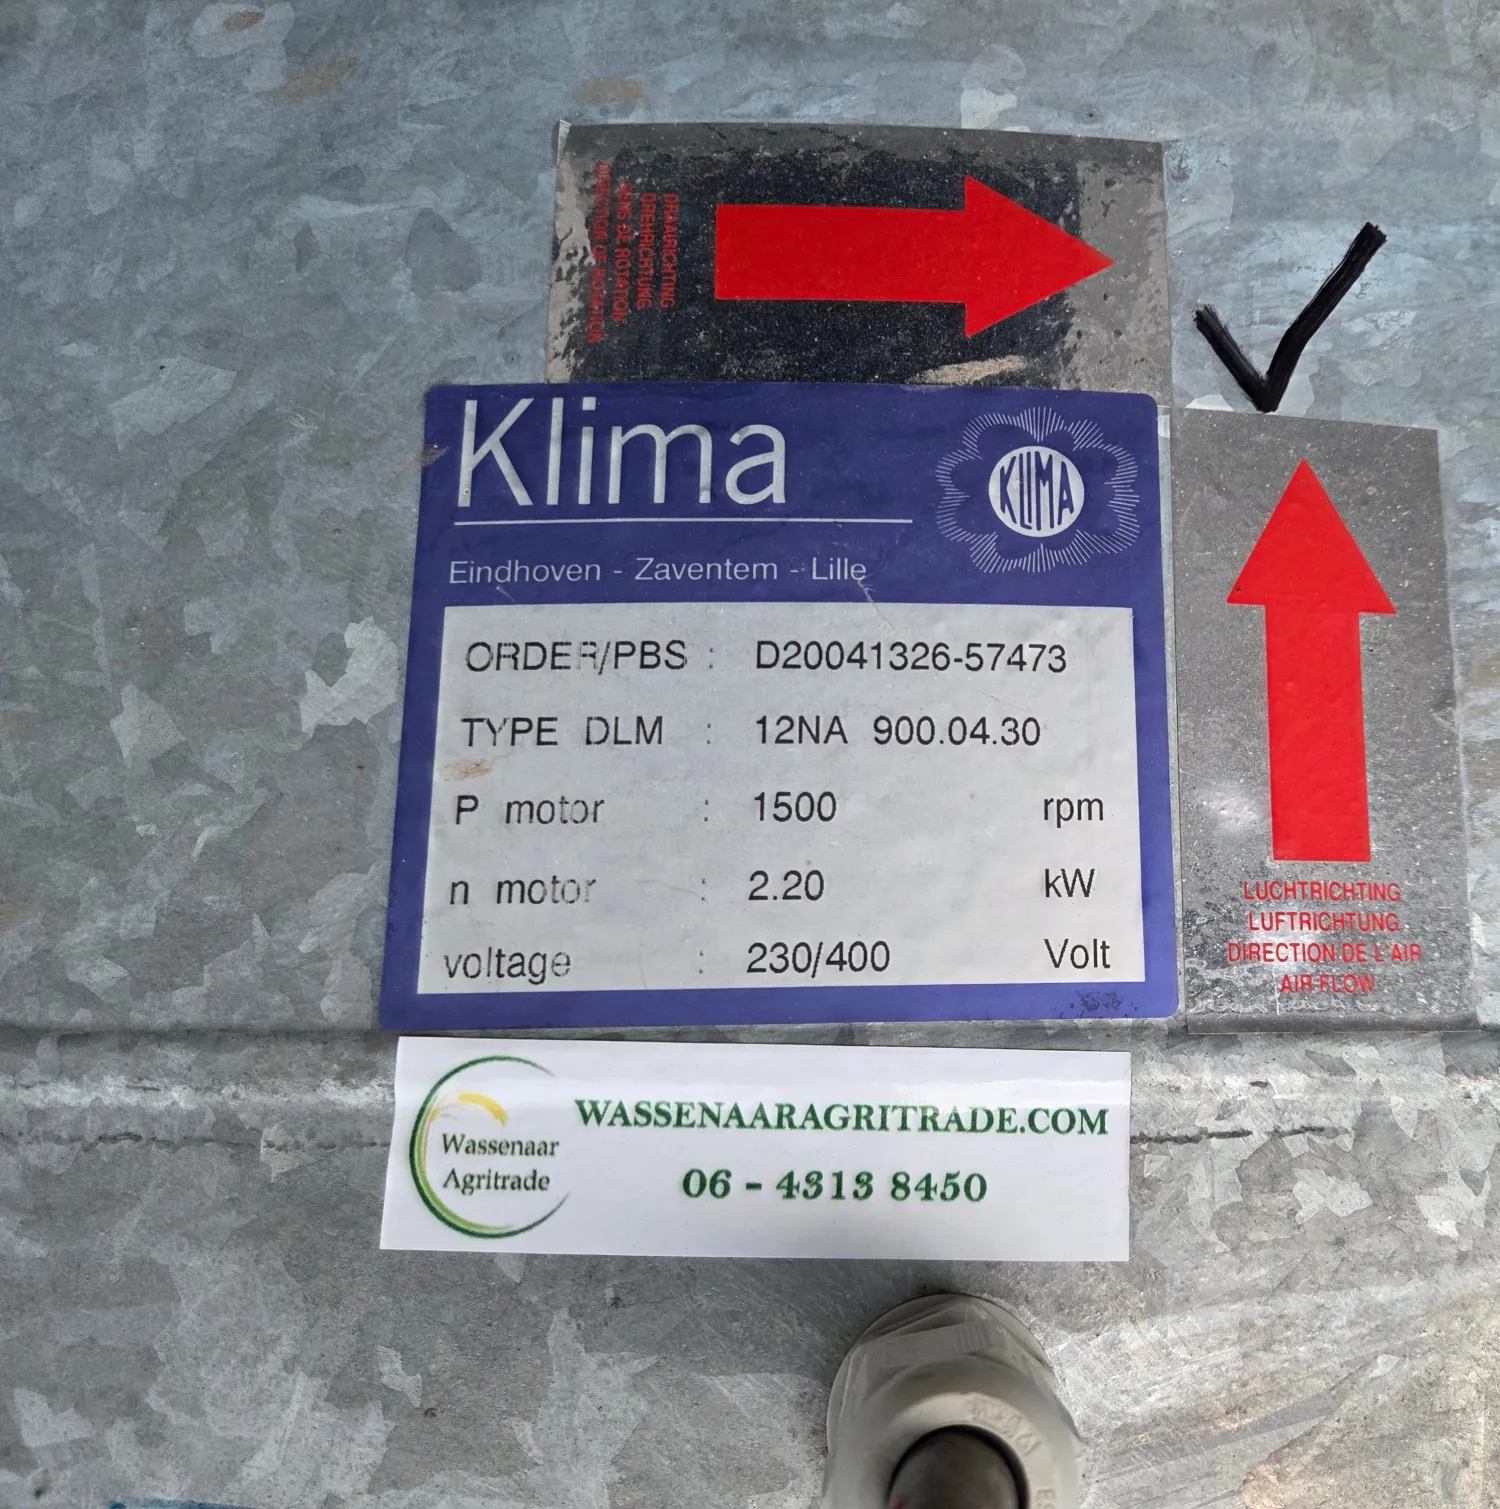 DRAAIRICHTING
DREHRICHTUNG
SENS DE ROTATION
DIRECTION OF ROTATION
Klima
KLIMA
Eindhoven - Zaventem - Lille
ORDER/PBS : D20041326-57473
TYPE DLM : 12NA 900.04.30
P motor : 1500 rpm
n motor : 2.20 kW
voltage : 230/400 Volt
LUCHTRICHTING
LUFTRICHTUNG
DIRECTION DE L'AIR
AIR FLOW
Wassenaar
Agritrade
WASSENAARAGRITRADE.COM
06 - 4313 8450